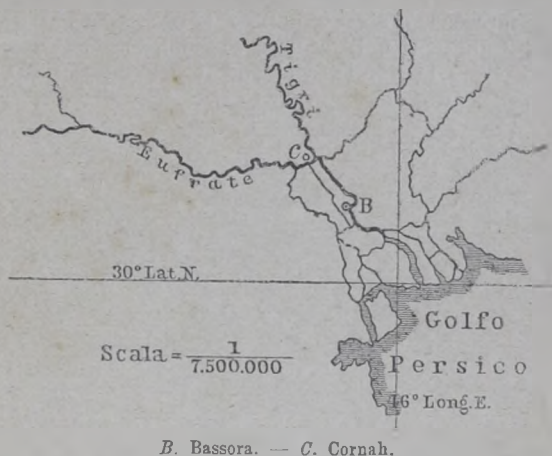 Tigri
C
Eufrate
B
30° Lat. N.
Golfo
Scala = 1/7.500.000
Persico
46° Long. E.
B. Bassora. — C. Cornah.